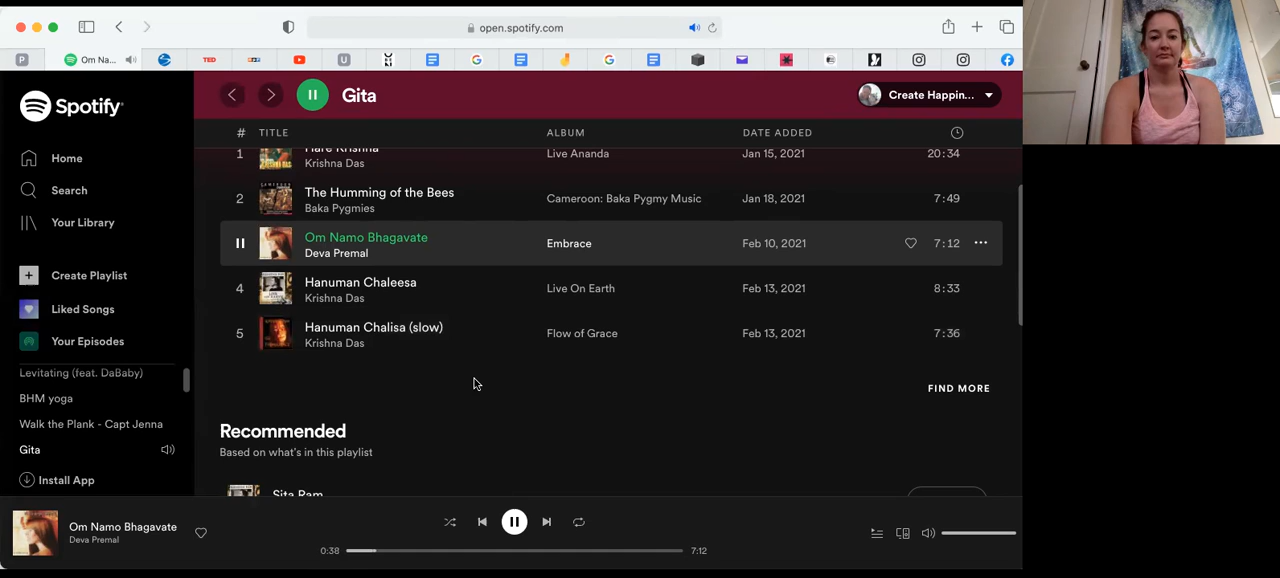 open.spotify.com
P
Om Na...
TED
U
Spotify
Gita
Create Happin...
# TITLE ALBUM DATE ADDED
Home
Search
Your Library
Create Playlist
Liked Songs
Your Episodes
Levitating (feat. DaBaby)
BHM yoga
Walk the Plank - Capt Jenna
Gita
Install App
1 Hare Krishna Live Ananda Jan 15, 2021 20:34
Krishna Das
2 The Humming of the Bees Cameroon: Baka Pygmy Music Jan 18, 2021 7:49
Baka Pygmies
Om Namo Bhagavate Embrace Feb 10, 2021 7:12
Deva Premal
4 Hanuman Chaleesa Live On Earth Feb 13, 2021 8:33
Krishna Das
5 Hanuman Chalisa (slow) Flow of Grace Feb 13, 2021 7:36
Krishna Das
FIND MORE
Recommended
Based on what's in this playlist
Sita Ram
Om Namo Bhagavate
Deva Premal
0:38 7:12